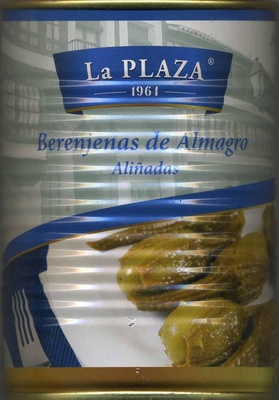 La PLAZA®
1961
Berenjenas de Almagro
Aliñadas